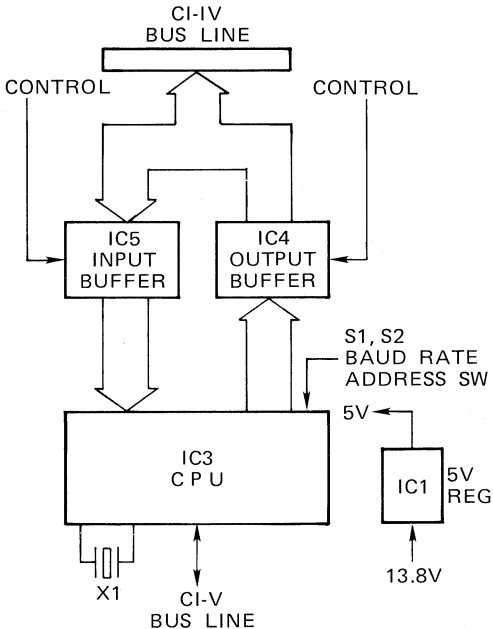 CI-IV
BUS LINE
CONTROL
CONTROL
IC5
INPUT
BUFFER
IC4
OUTPUT
BUFFER
S1, S2
BAUD RATE
ADDRESS SW
5V
IC3
CPU
IC1
5V
REG
13.8V
X1
CI-V
BUS LINE